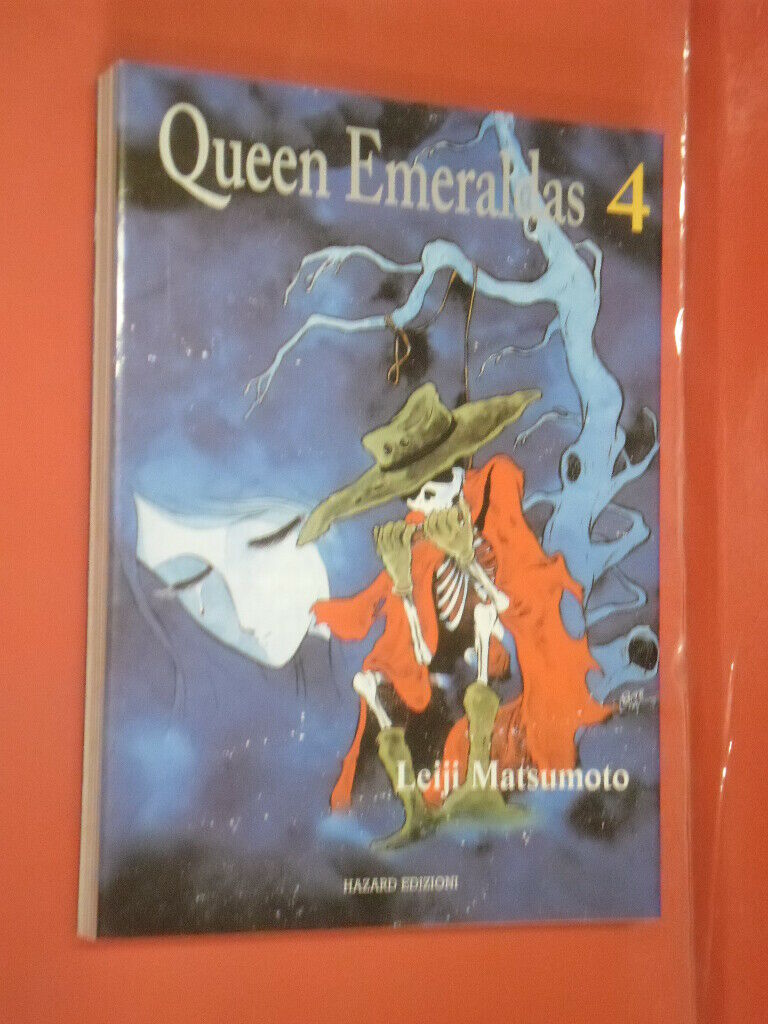 Queen Emeraldas 4
Leiji Matsumoto
HAZARD EDIZIONI